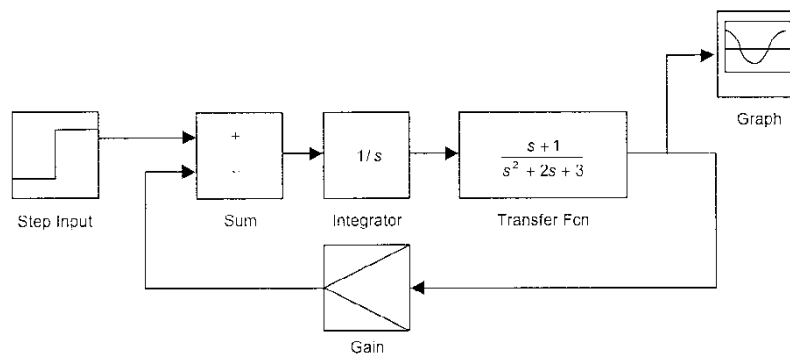 Graph
+
-
1/s
s + 1
s² + 2s + 3
Step Input
Sum
Integrator
Transfer Fcn
Gain